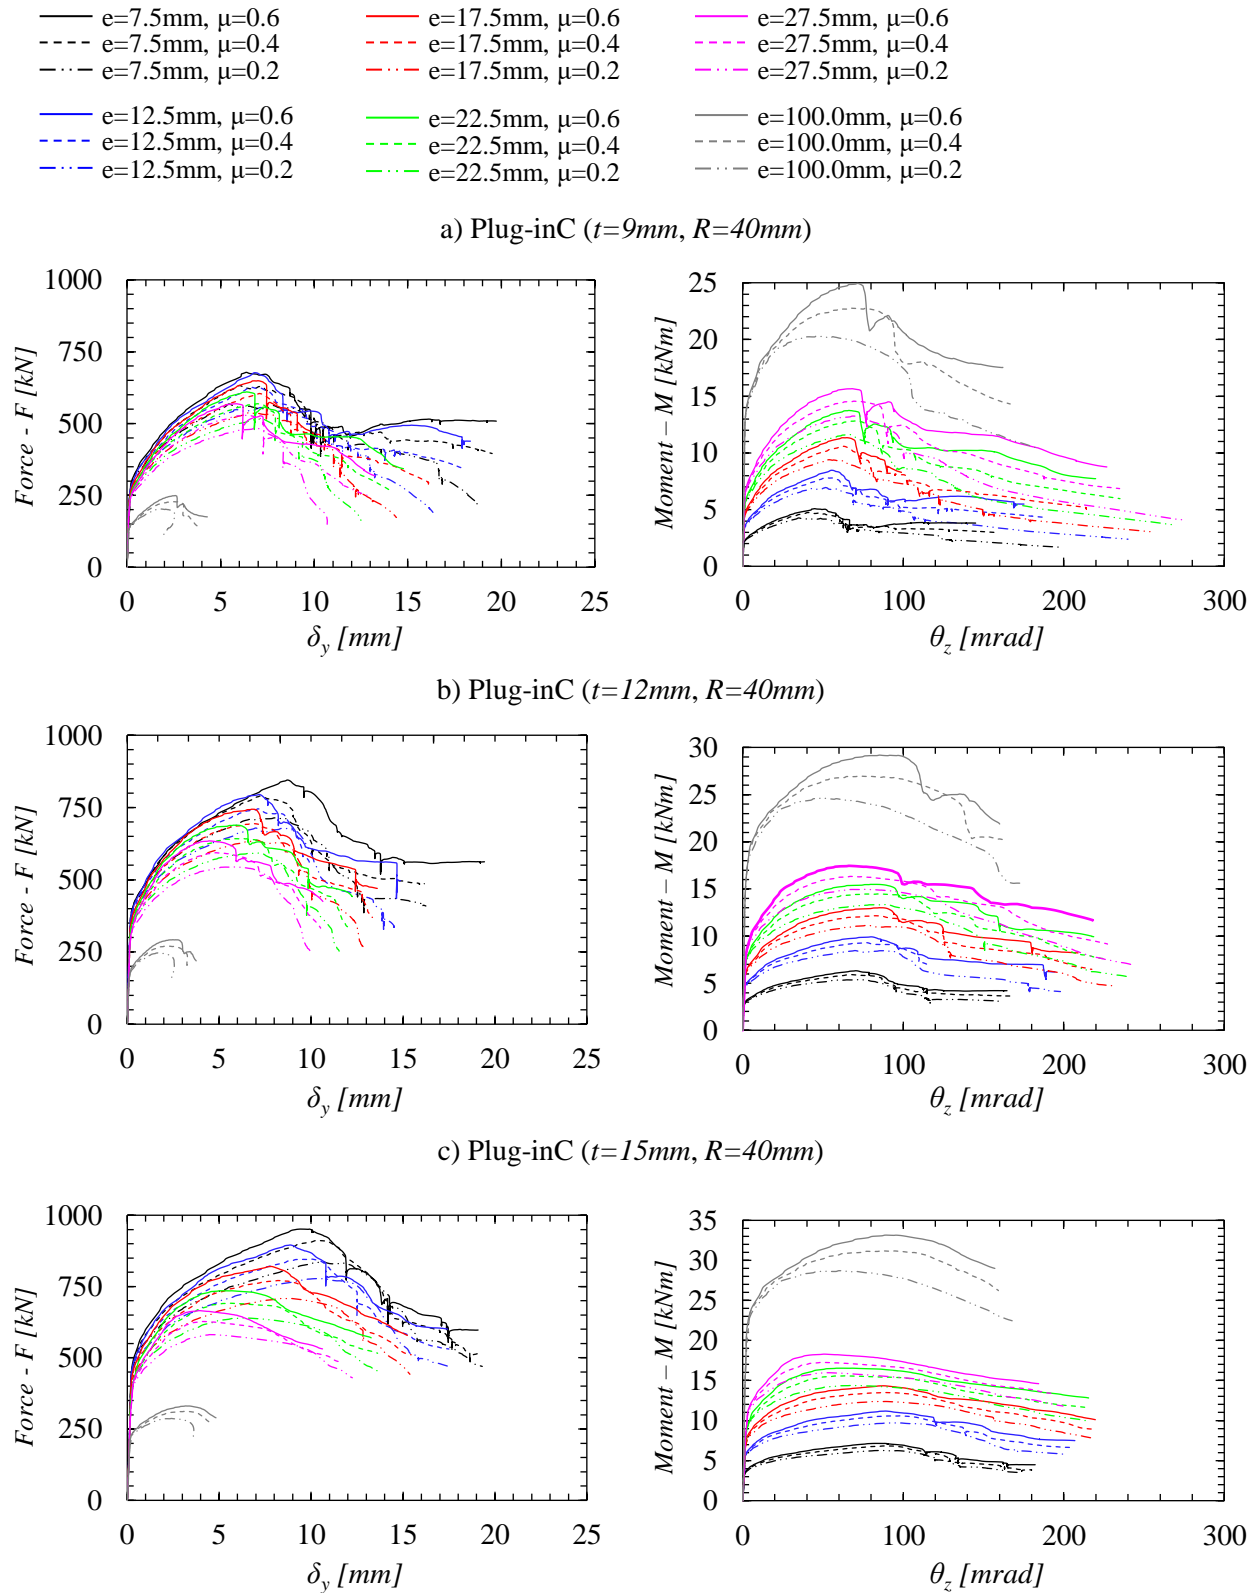 e=7.5mm, μ=0.6
e=7.5mm, μ=0.4
e=7.5mm, μ=0.2
e=12.5mm, μ=0.6
e=12.5mm, μ=0.4
e=12.5mm, μ=0.2
e=17.5mm, μ=0.6
e=17.5mm, μ=0.4
e=17.5mm, μ=0.2
e=22.5mm, μ=0.6
e=22.5mm, μ=0.4
e=22.5mm, μ=0.2
e=27.5mm, μ=0.6
e=27.5mm, μ=0.4
e=27.5mm, μ=0.2
e=100.0mm, μ=0.6
e=100.0mm, μ=0.4
e=100.0mm, μ=0.2
a) Plug-inC (t=9mm, R=40mm)
Force - F [kN]
1000
750
500
250
0
0 5 10 15 20 25
δy [mm]
Moment – M [kNm]
25
20
15
10
5
0
0 100 200 300
θz [mrad]
b) Plug-inC (t=12mm, R=40mm)
Force - F [kN]
1000
750
500
250
0
0 5 10 15 20 25
δy [mm]
Moment – M [kNm]
30
25
20
15
10
5
0
0 100 200 300
θz [mrad]
c) Plug-inC (t=15mm, R=40mm)
Force - F [kN]
1000
750
500
250
0
0 5 10 15 20 25
δy [mm]
Moment – M [kNm]
35
30
25
20
15
10
5
0
0 100 200 300
θz [mrad]